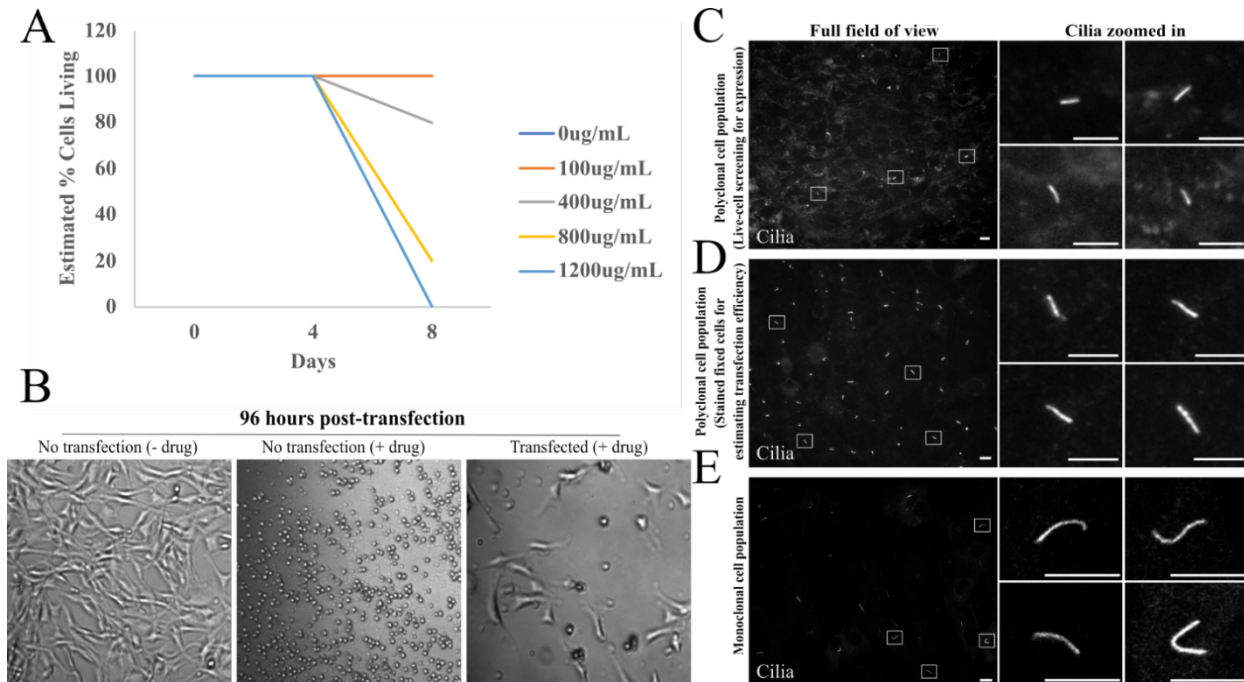 A
120
100
80
60
40
20
0
Estimated % Cells Living
0
4
8
Days
0ug/mL
100ug/mL
400ug/mL
800ug/mL
1200ug/mL
B
96 hours post-transfection
No transfection (- drug)
No transfection (+ drug)
Transfected (+ drug)
C
Full field of view
Cilia zoomed in
Polyclonal cell population
(Live-cell screening for expression)
Cilia
D
Polyclonal cell population
(Stained fixed cells for
estimating transfection efficiency)
E
Monoclonal cell population
Cilia